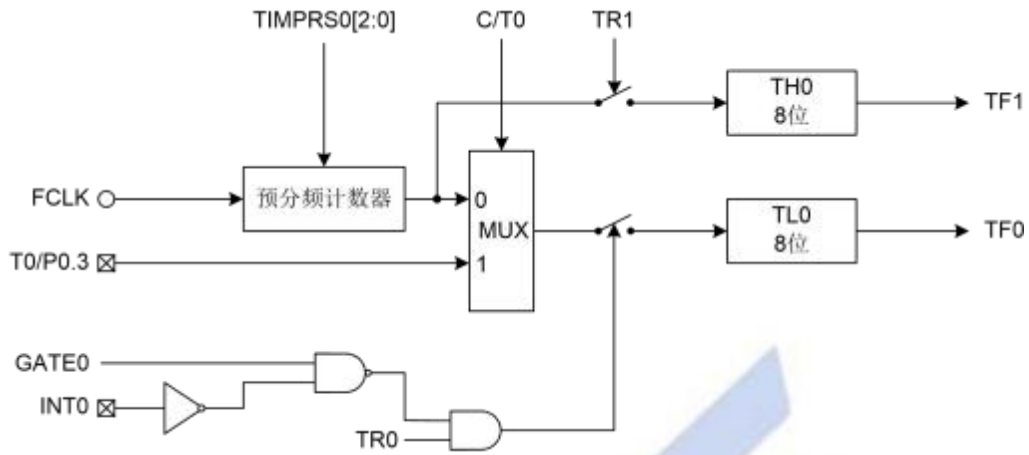 TIMPRS0[2:0]
C/T0
TR1
TH0
8位
TF1
FCLK
预分频计数器
0
MUX
1
TL0
8位
TF0
T0/P0.3
GATE0
INT0
TR0